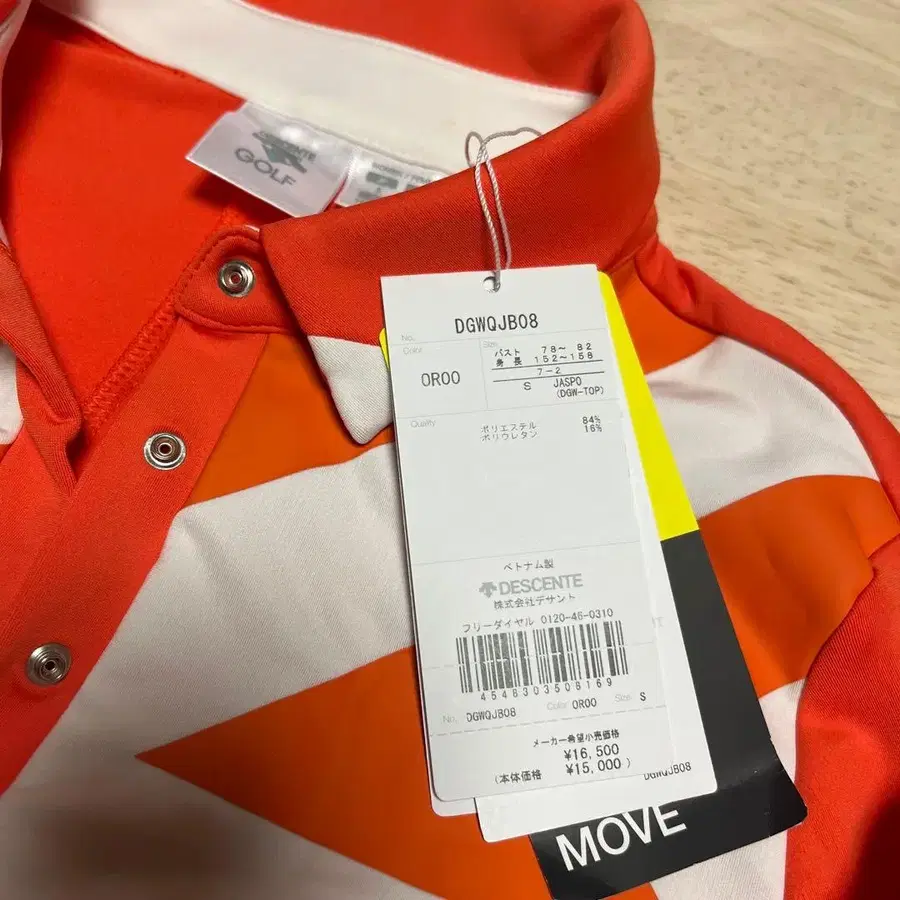 DESCENTE
GOLF
No. DGWQJB08
Color
Size
OR00
バスト 78～ 82
身 長 152～158
7-2
S JASPO
(DGW-TOP)
Quality
ポリエステル 84%
ポリウレタン 16%
ベトナム製
DESCENTE
株式会社デサント
フリーダイヤル 0120-46-0310
4548303508169
No. DGWQJB08 Color OR00 Size S
メーカー希望小売価格
¥16,500
(本体価格 ¥15,000)
DGWQJB08
MOVE